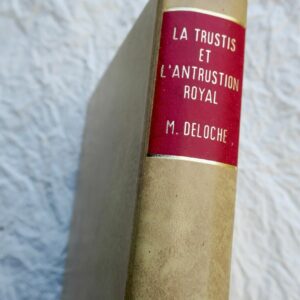 LA TRUSTIS
ET
L'ANTRUSTION
ROYAL
M. DELOCHE